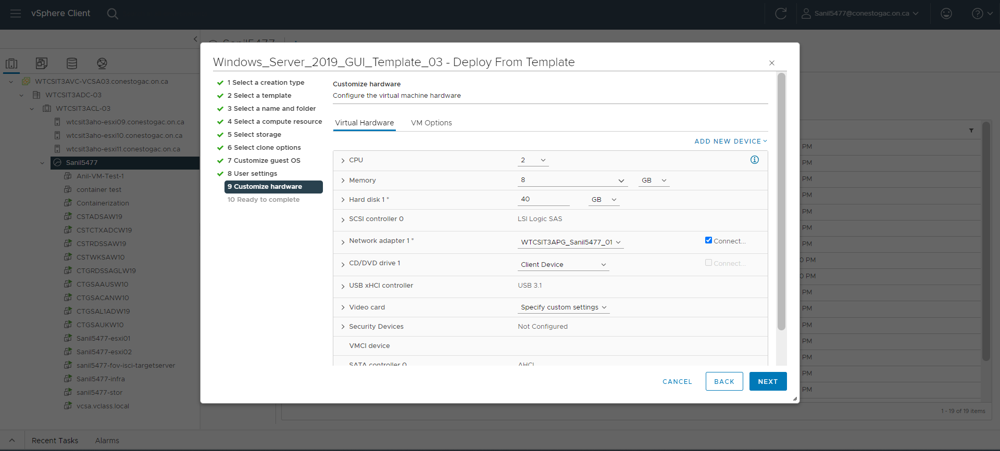 vSphere Client
Sanil5477@conestogac.on.ca
WTCSIT3AVC-VCSA03.conestogac.on.ca
WTCSIT3ADC-03
WTCSIT3ACL-03
wtcsit3aho-esxi09.conestogac.on.ca
wtcsit3aho-esxi10.conestogac.on.ca
wtcsit3aho-esxi11.conestogac.on.ca
Sanil5477
Anil-VM-Test-1
container test
Containerization
CSTADSAW19
CSTCTXADCW19
CSTRDSSAW19
CSTWKSAW10
CTGRDSSAGLW19
CTGSAAUSW10
CTGSACANW10
CTGSAL1ADW19
CTGSAUKW10
Sanil5477-esxi01
Sanil5477-esxi02
sanil5477-fov-isci-targetserver
Sanil5477-infra
sanil5477-stor
vcsa.vclass.local
Sanil5477
Windows_Server_2019_GUI_Template_03 - Deploy From Template
1 Select a creation type
2 Select a template
3 Select a name and folder
4 Select a compute resource
5 Select storage
6 Select clone options
7 Customize guest OS
8 User settings
9 Customize hardware
10 Ready to complete
Customize hardware
Configure the virtual machine hardware
Virtual Hardware VM Options
ADD NEW DEVICE
CPU 2
Memory 8 GB
Hard disk 1 * 40 GB
SCSI controller 0 LSI Logic SAS
Network adapter 1 * WTCSIT3APG_Sanil5477_01 Connect...
CD/DVD drive 1 Client Device Connect...
USB xHCI controller USB 3.1
Video card Specify custom settings
Security Devices Not Configured
VMCI device
SATA controller 0 AHCI
CANCEL BACK NEXT
PM
PM
PM
PM
PM
PM
PM
0 PM
0 PM
PM
PM
PM
PM
PM
PM
PM
1 - 19 of 19 items
Recent Tasks Alarms